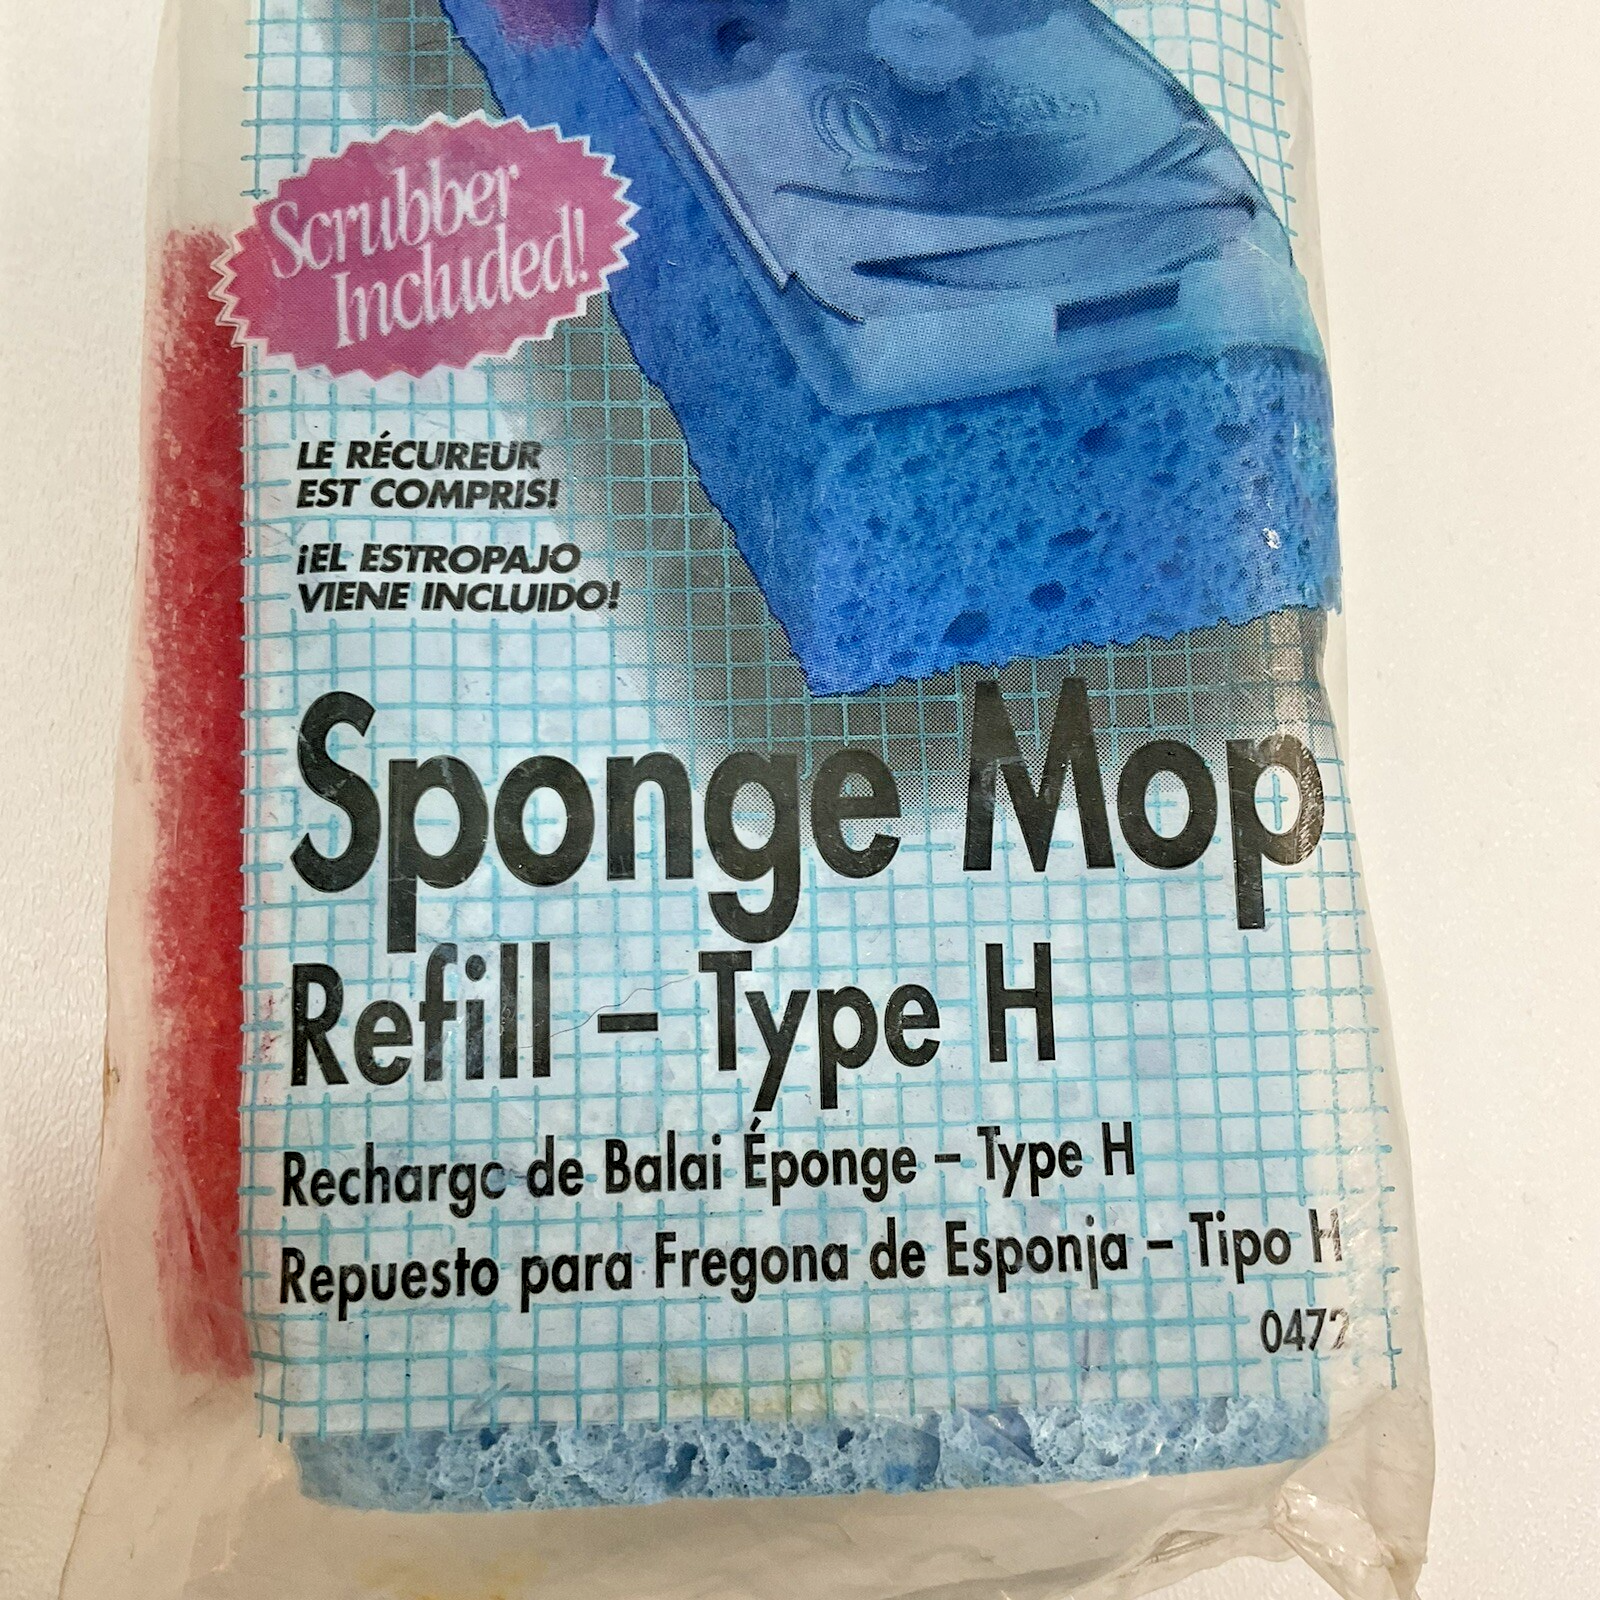 Scrubber
Included!
LE RÉCUREUR
EST COMPRIS!
¡EL ESTROPAJO
VIENE INCLUIDO!
Sponge Mop
Refill – Type H
Recharge de Balai Éponge – Type H
Repuesto para Fregona de Esponja – Tipo H
0472